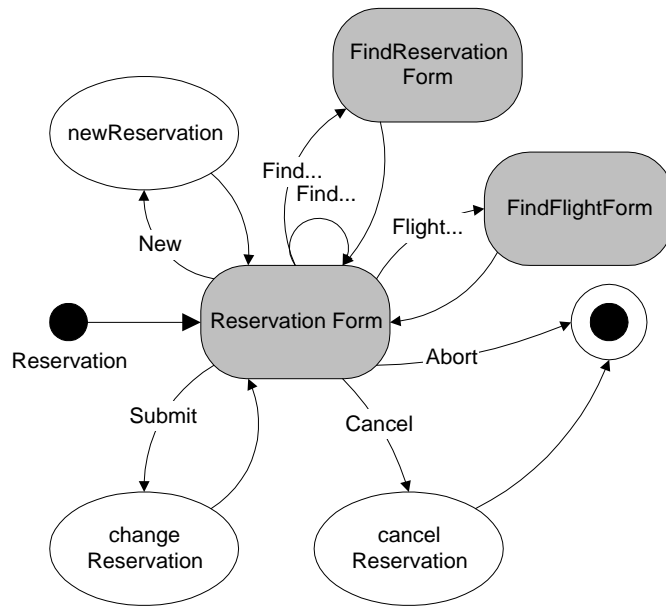 FindReservation
Form
newReservation
Find...
Find...
FindFlightForm
Flight...
New
Reservation Form
Reservation
Abort
Submit
Cancel
change
Reservation
cancel
Reservation